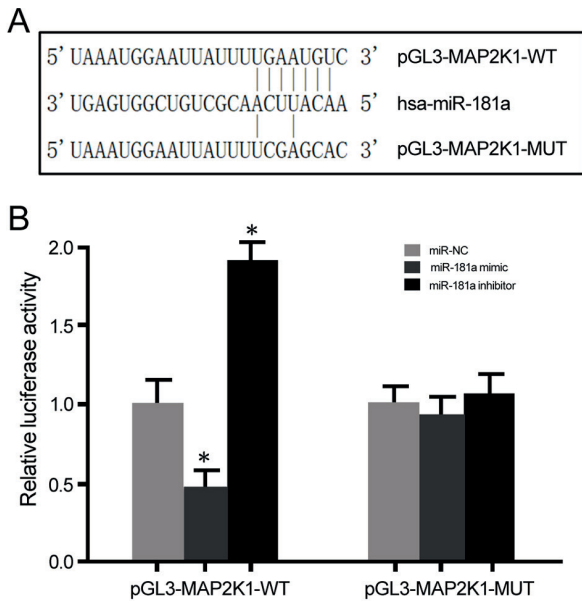 A
5' UAAAUGGAAUUAUUUUGAAUGUC 3' pGL3-MAP2K1-WT
3' UGAGUGGCUGUCGCAACUUACAA 5' hsa-miR-181a
5' UAAAUGGAAUUAUUUUCGAGCAC 3' pGL3-MAP2K1-MUT
B
Relative luciferase activity
2.0
1.5
1.0
0.5
0.0
*
*
miR-NC
miR-181a mimic
miR-181a inhibitor
pGL3-MAP2K1-WT
pGL3-MAP2K1-MUT